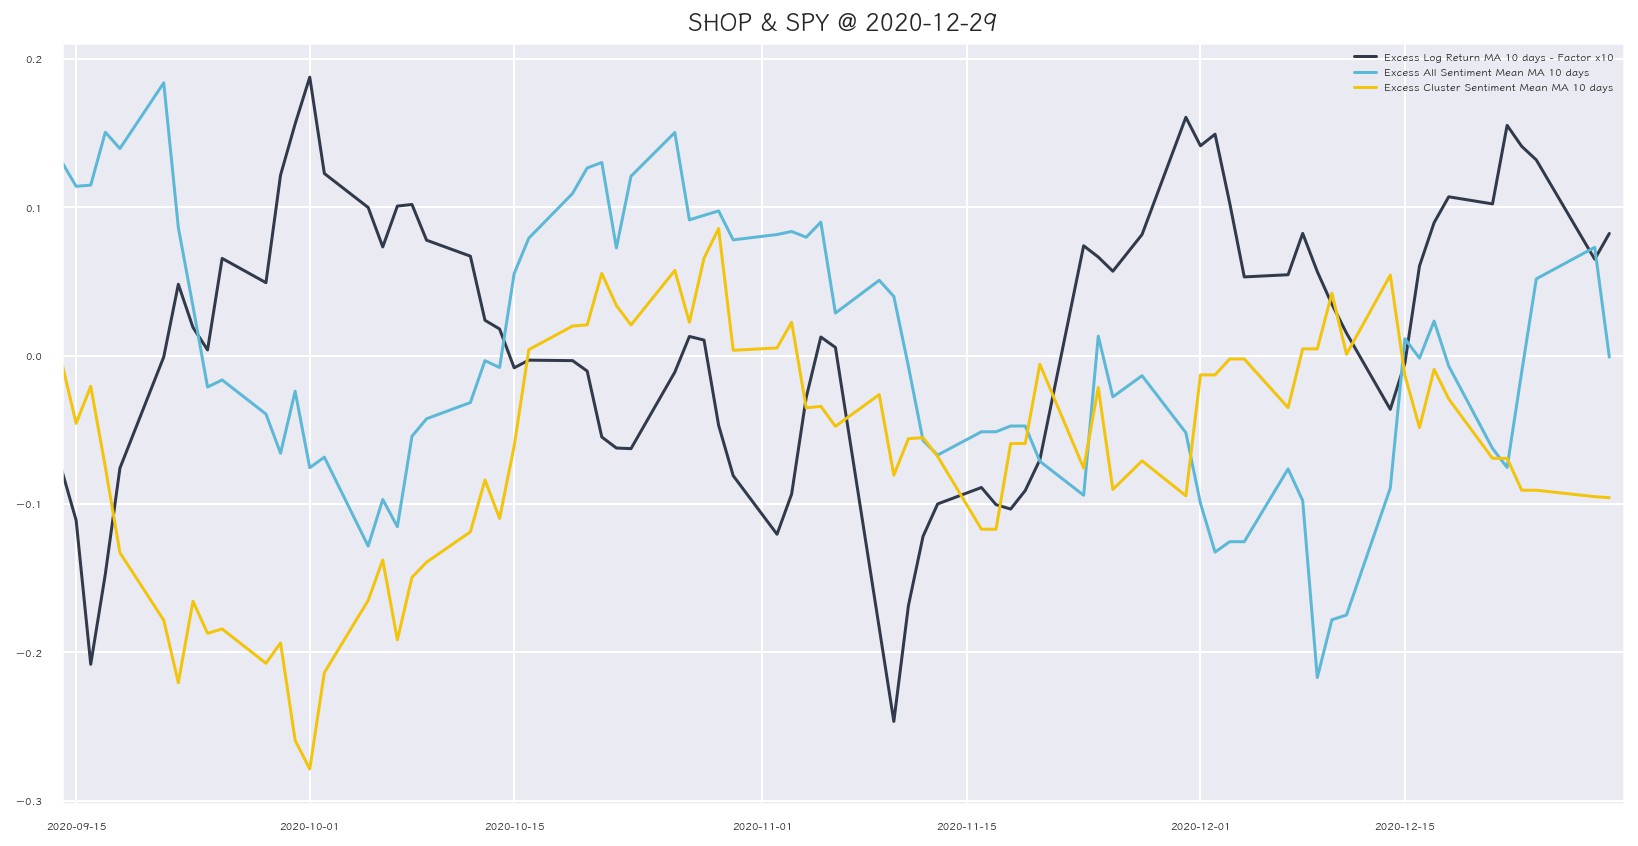 SHOP & SPY @ 2020-12-29
Excess Log Return MA 10 days - Factor x10
Excess All Sentiment Mean MA 10 days
Excess Cluster Sentiment Mean MA 10 days
0.2
0.1
0.0
−0.1
−0.2
−0.3
2020-09-15 2020-10-01 2020-10-15 2020-11-01 2020-11-15 2020-12-01 2020-12-15